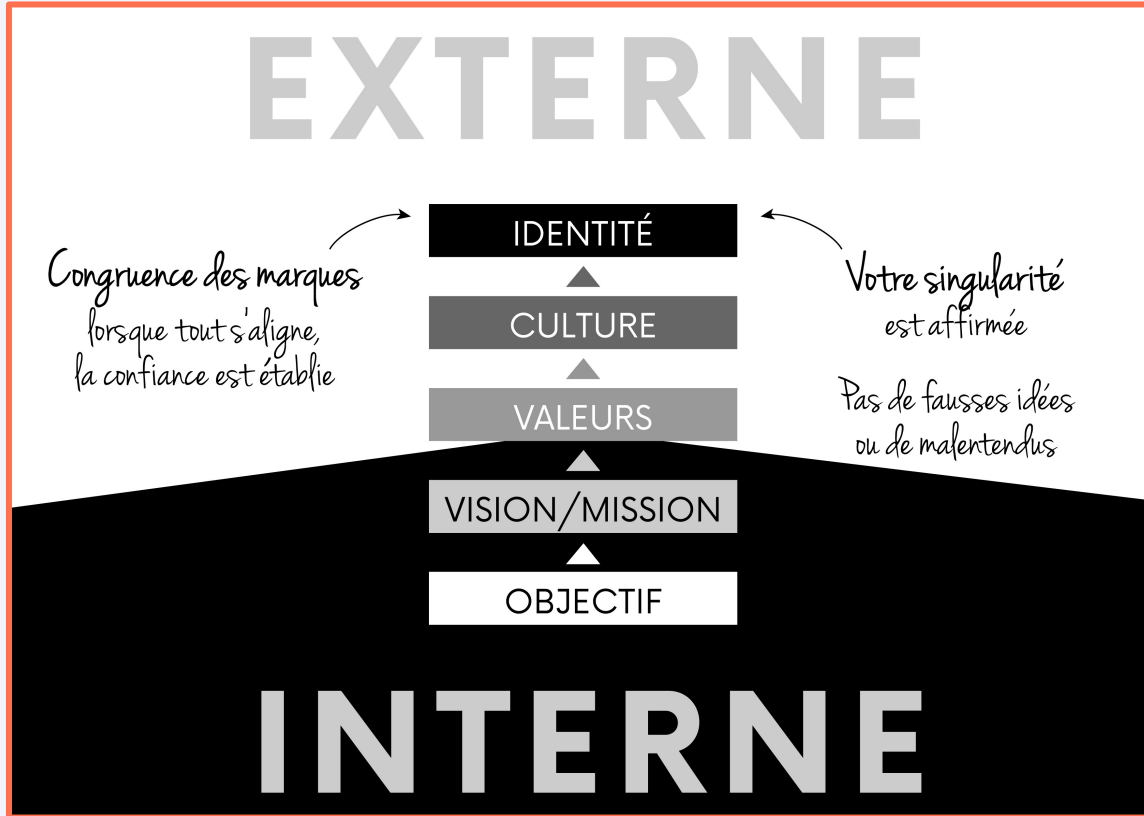 EXTERNE
IDENTITÉ
Congruence des marques
lorsque tout s'aligne,
la confiance est établie
Votre singularité
est affirmée
Pas de fausses idées
ou de malentendus
CULTURE
VALEURS
VISION/MISSION
OBJECTIF
INTERNE